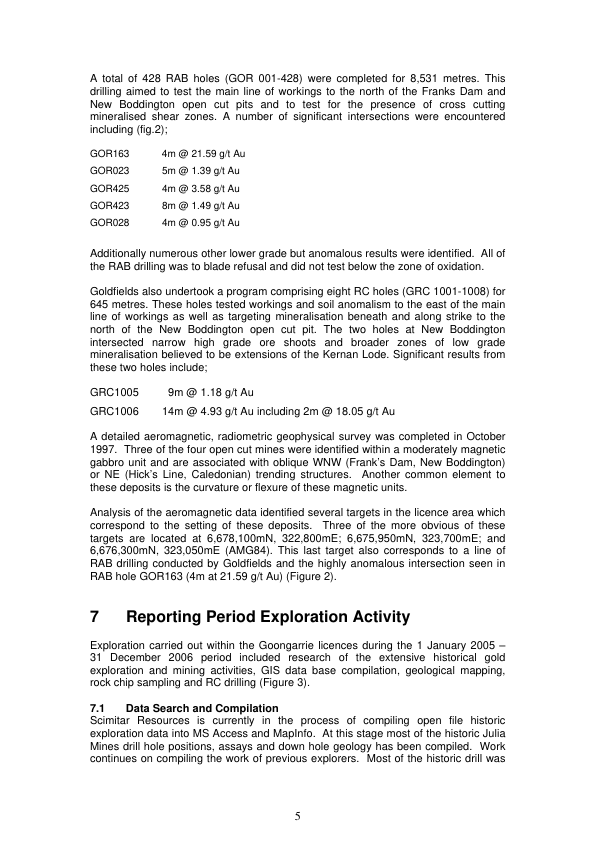 A total of 428 RAB holes (GOR 001-428) were completed for 8,531 metres. This
drilling aimed to test the main line of workings to the north of the Franks Dam and
New Boddington open cut pits and to test for the presence of cross cutting
mineralised shear zones. A number of significant intersections were encountered
including (fig.2);
GOR163 4m @ 21.59 g/t Au
GOR023 5m @ 1.39 g/t Au
GOR425 4m @ 3.58 g/t Au
GOR423 8m @ 1.49 g/t Au
GOR028 4m @ 0.95 g/t Au
Additionally numerous other lower grade but anomalous results were identified. All of
the RAB drilling was to blade refusal and did not test below the zone of oxidation.
Goldfields also undertook a program comprising eight RC holes (GRC 1001-1008) for
645 metres. These holes tested workings and soil anomalism to the east of the main
line of workings as well as targeting mineralisation beneath and along strike to the
north of the New Boddington open cut pit. The two holes at New Boddington
intersected narrow high grade ore shoots and broader zones of low grade
mineralisation believed to be extensions of the Kernan Lode. Significant results from
these two holes include;
GRC1005 9m @ 1.18 g/t Au
GRC1006 14m @ 4.93 g/t Au including 2m @ 18.05 g/t Au
A detailed aeromagnetic, radiometric geophysical survey was completed in October
1997. Three of the four open cut mines were identified within a moderately magnetic
gabbro unit and are associated with oblique WNW (Frank's Dam, New Boddington)
or NE (Hick's Line, Caledonian) trending structures. Another common element to
these deposits is the curvature or flexure of these magnetic units.
Analysis of the aeromagnetic data identified several targets in the licence area which
correspond to the setting of these deposits. Three of the more obvious of these
targets are located at 6,678,100mN, 322,800mE; 6,675,950mN, 323,700mE; and
6,676,300mN, 323,050mE (AMG84). This last target also corresponds to a line of
RAB drilling conducted by Goldfields and the highly anomalous intersection seen in
RAB hole GOR163 (4m at 21.59 g/t Au) (Figure 2).
7 Reporting Period Exploration Activity
Exploration carried out within the Goongarrie licences during the 1 January 2005 –
31 December 2006 period included research of the extensive historical gold
exploration and mining activities, GIS data base compilation, geological mapping,
rock chip sampling and RC drilling (Figure 3).
7.1 Data Search and Compilation
Scimitar Resources is currently in the process of compiling open file historic
exploration data into MS Access and MapInfo. At this stage most of the historic Julia
Mines drill hole positions, assays and down hole geology has been compiled. Work
continues on compiling the work of previous explorers. Most of the historic drill was
5